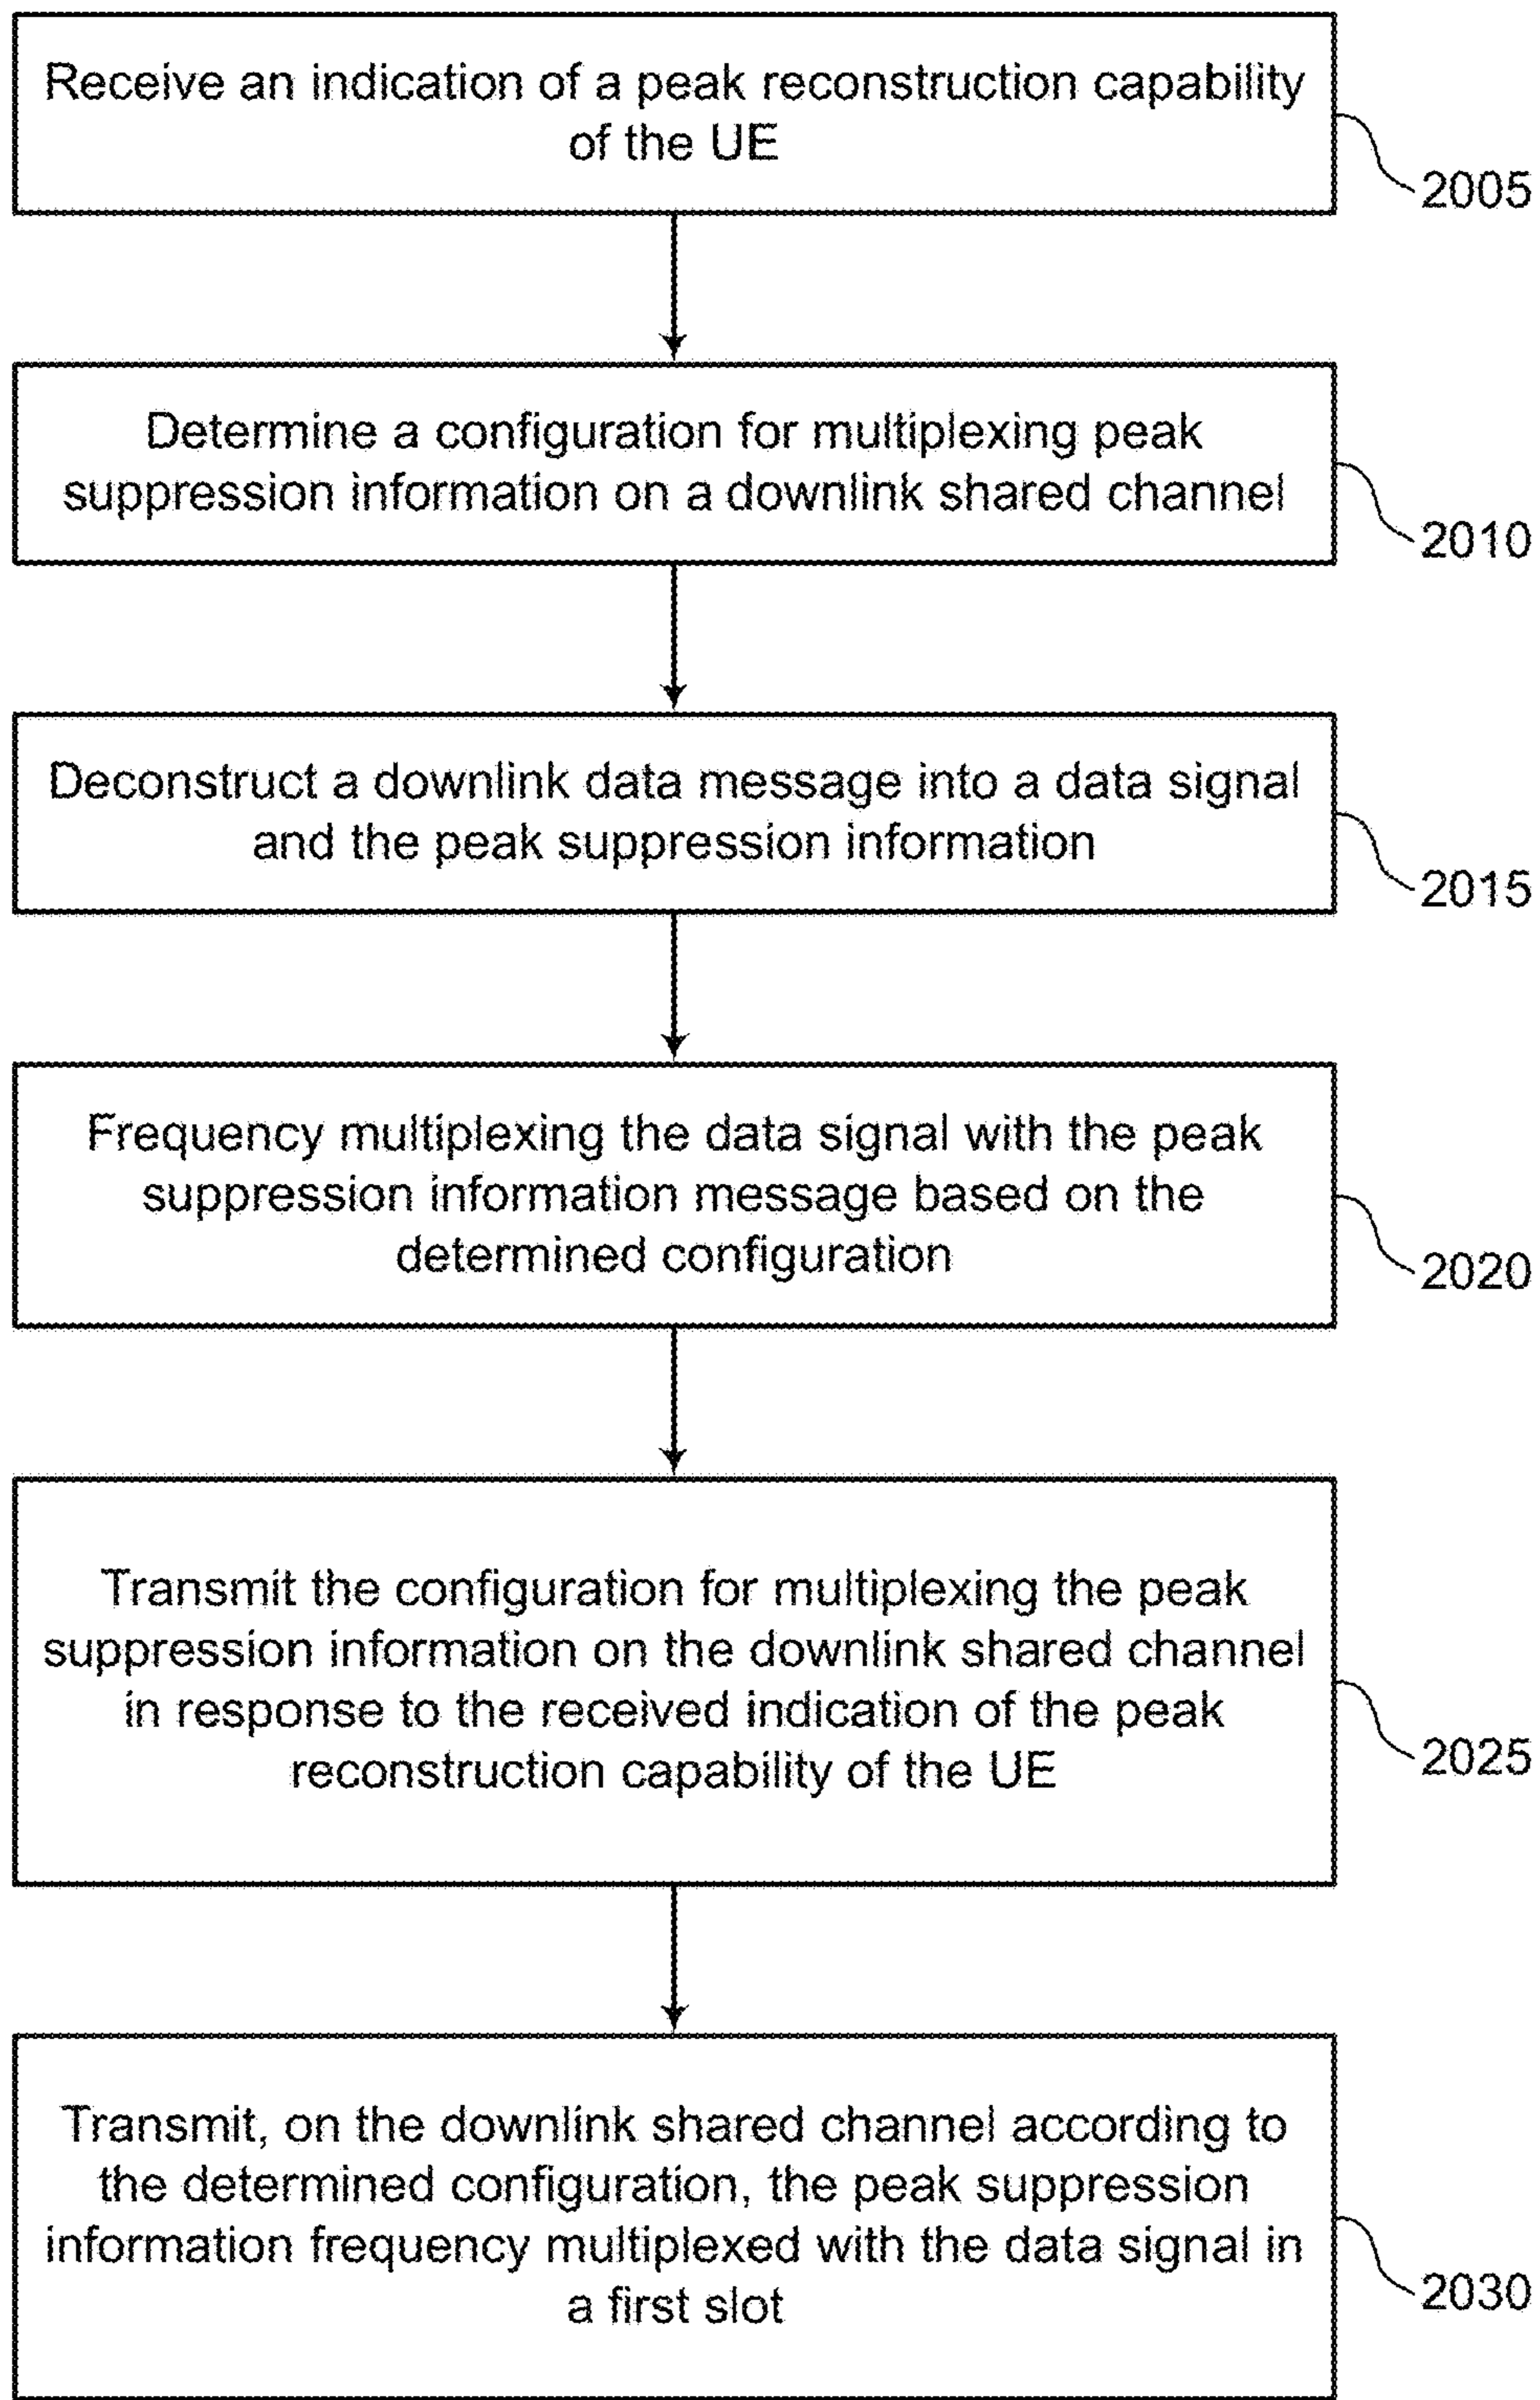 Receive an indication of a peak reconstruction capability
of the UE
2005
Determine a configuration for multiplexing peak
suppression information on a downlink shared channel
2010
Deconstruct a downlink data message into a data signal
and the peak suppression information
2015
Frequency multiplexing the data signal with the peak
suppression information message based on the
determined configuration
2020
Transmit the configuration for multiplexing the peak
suppression information on the downlink shared channel
in response to the received indication of the peak
reconstruction capability of the UE
2025
Transmit, on the downlink shared channel according to
the determined configuration, the peak suppression
information frequency multiplexed with the data signal in
a first slot
2030